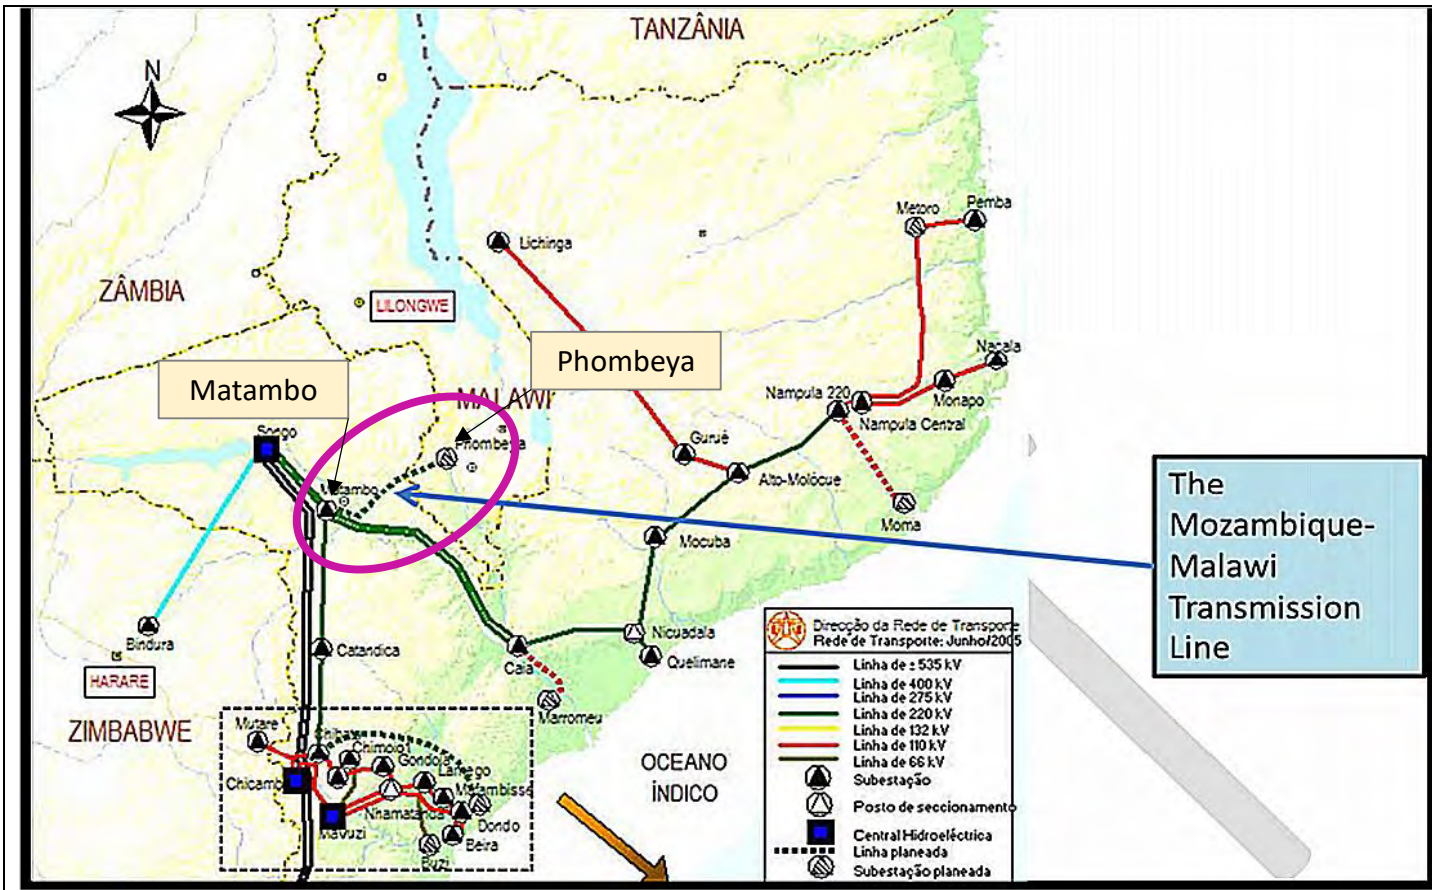 TANZÂNIA
N
Metoro
Pemba
Lichinga
ZÂMBIA
LILONGWE
Phombeya
Matambo
MALAWI
Nacala
Nampula 220
Monapo
Nampula Central
Songo
Phombeya
Gurué
Alto-Molócue
Matambo
Moma
Mocuba
The
Mozambique-
Malawi
Transmission
Line
Bindura
HARARE
Catandica
Caia
Nicuadala
Quelimane
Marromeu
ZIMBABWE
Mutare
Chimoio
Gondola
Lamego
Mafambisse
Chicamba
Nhamatanda
Mavuzi
Dondo
Beira
Buzi
OCEANO
ÍNDICO
Direcção da Rede de Transporte
Rede de Transporte: Junho/2005
Linha de ± 535 kV
Linha de 400 kV
Linha de 275 kV
Linha de 220 kV
Linha de 132 kV
Linha de 110 kV
Linha de 66 kV
Subestação
Posto de seccionamento
Central Hidroeléctrica
Linha planeada
Subestação planeada